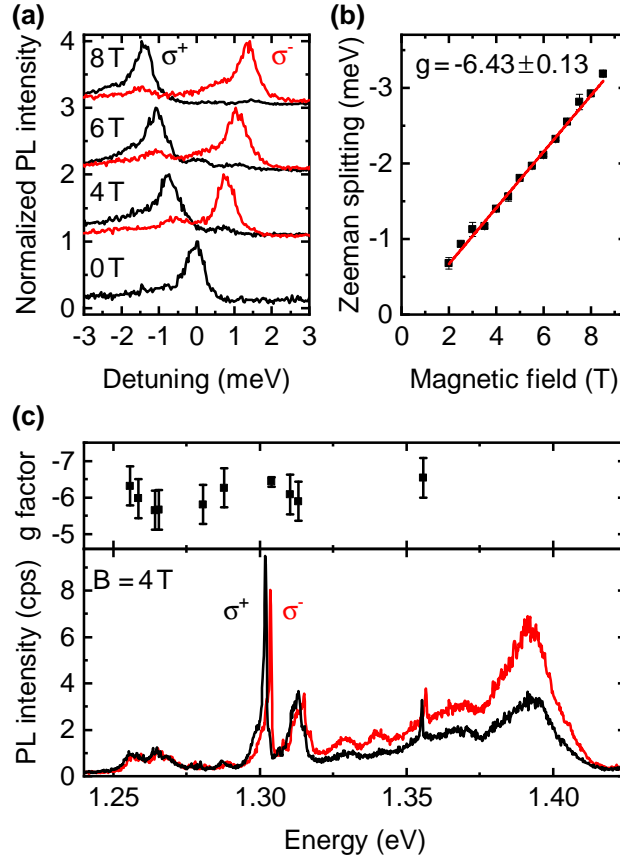 (a)
Normalized PL intensity
4
3
2
1
0
8T
6T
4T
0T
σ+
σ-
-3 -2 -1 0 1 2 3
Detuning (meV)
(b)
Zeeman splitting (meV)
-3
-2
-1
0
g=-6.43±0.13
0 2 4 6 8
Magnetic field (T)
(c)
g factor
-7
-6
-5
PL intensity (cps)
8
6
4
2
0
B = 4T
σ+
σ-
1.25 1.30 1.35 1.40
Energy (eV)